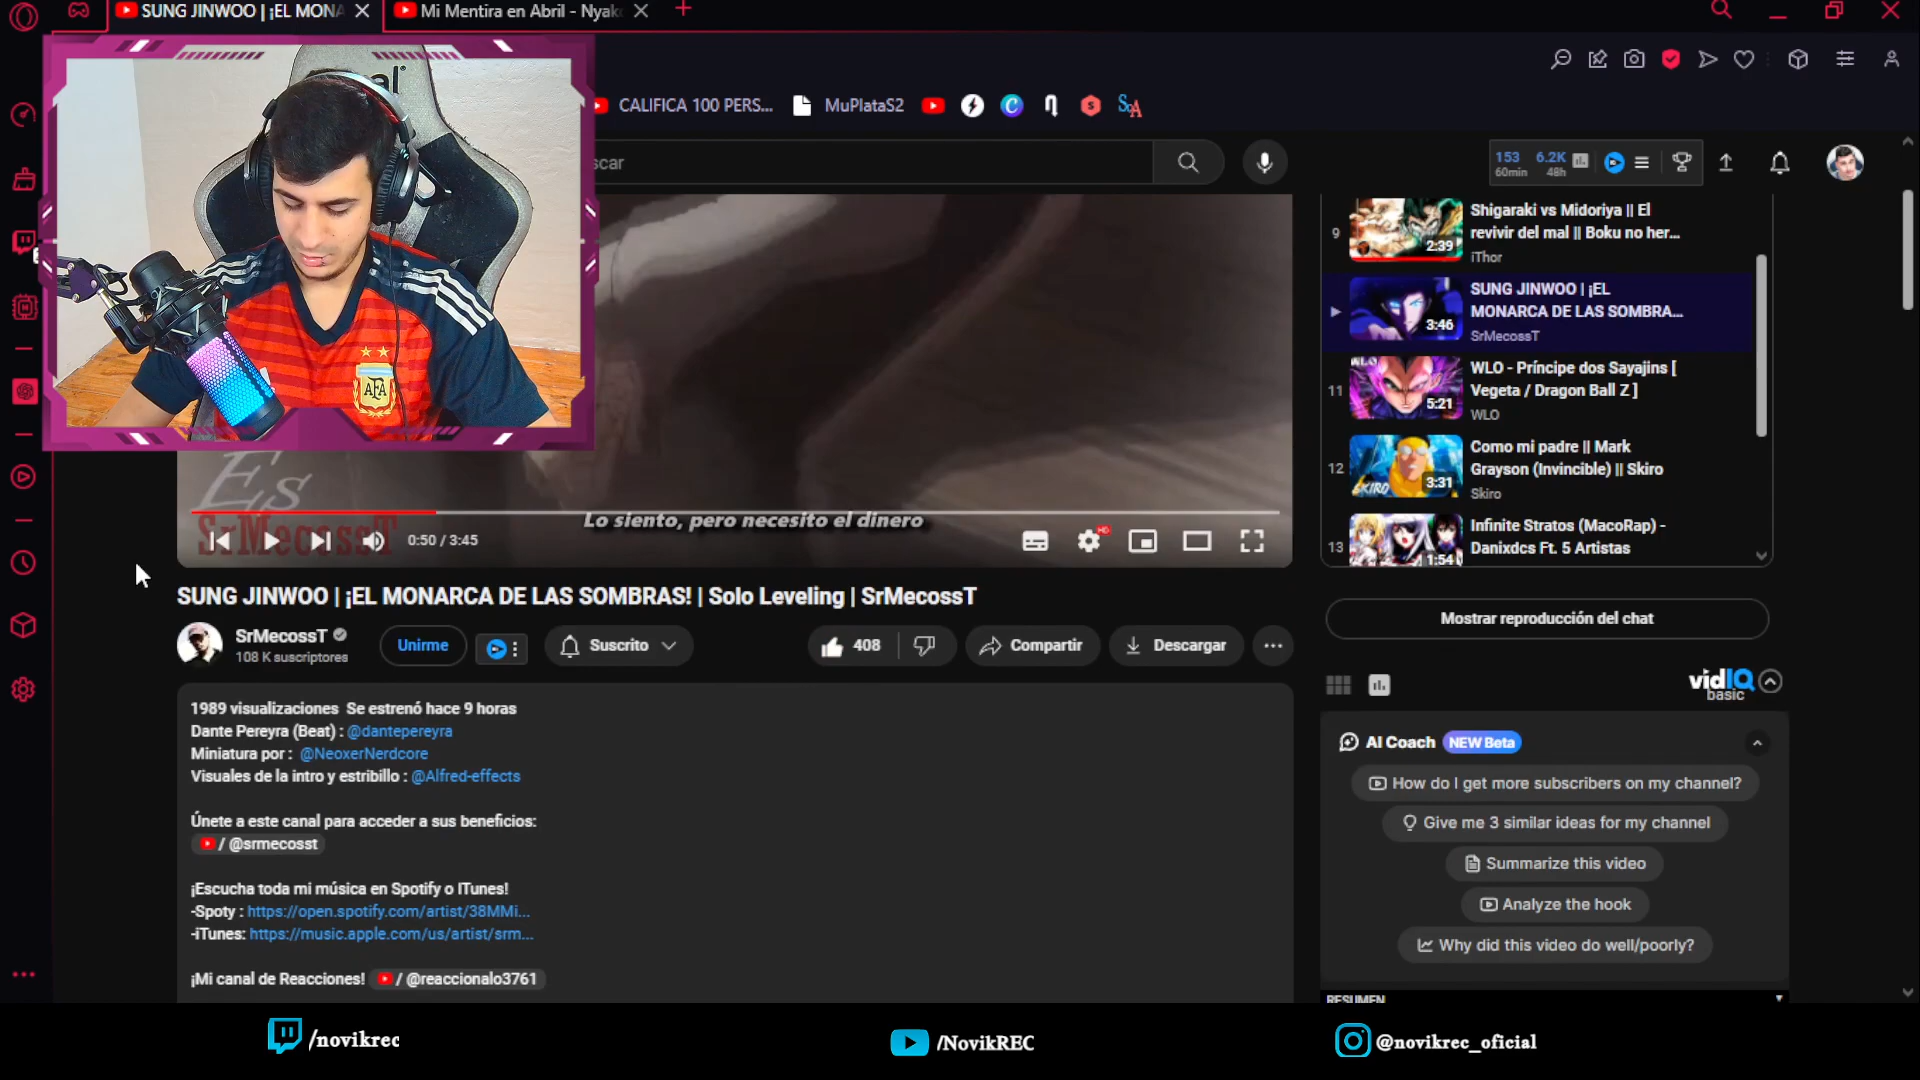 SUNG JINWOO | ¡EL MONA
Mi Mentira en Abril - Nyak
CALIFICA 100 PERS...
MuPlataS2
scar
153
60min
6.2K
48h
9
Shigaraki vs Midoriya || El
revivir del mal || Boku no her...
iThor
2:39
SUNG JINWOO | ¡EL
MONARCA DE LAS SOMBRA...
SrMecossT
3:46
11
WLO - Príncipe dos Sayajins [
Vegeta / Dragon Ball Z ]
WLO
5:21
12
Como mi padre || Mark
Grayson (Invincible) || Skiro
Skiro
3:31
13
Infinite Stratos (MacoRap) -
Danixdcs Ft. 5 Artistas
1:54
AFA
Es
SrMecossT
Lo siento, pero necesito el dinero
0:50 / 3:45
HD
SUNG JINWOO | ¡EL MONARCA DE LAS SOMBRAS! | Solo Leveling | SrMecossT
SrMecossT
108 K suscriptores
Unirme
Suscrito
408
Compartir
Descargar
1989 visualizaciones Se estrenó hace 9 horas
Dante Pereyra (Beat) : @dantepereyra
Miniatura por : @NeoxerNerdcore
Visuales de la intro y estribillo : @Alfred-effects
Únete a este canal para acceder a sus beneficios:
/ @srmecosst
¡Escucha toda mi música en Spotify o ITunes!
-Spoty : https://open.spotify.com/artist/38MMi...
-iTunes: https://music.apple.com/us/artist/srm...
¡Mi canal de Reacciones! / @reaccionalo3761
Mostrar reproducción del chat
vidIQ
basic
AI Coach NEW Beta
How do I get more subscribers on my channel?
Give me 3 similar ideas for my channel
Summarize this video
Analyze the hook
Why did this video do well/poorly?
RESUMEN
/novikrec
/NovikREC
@novikrec_oficial